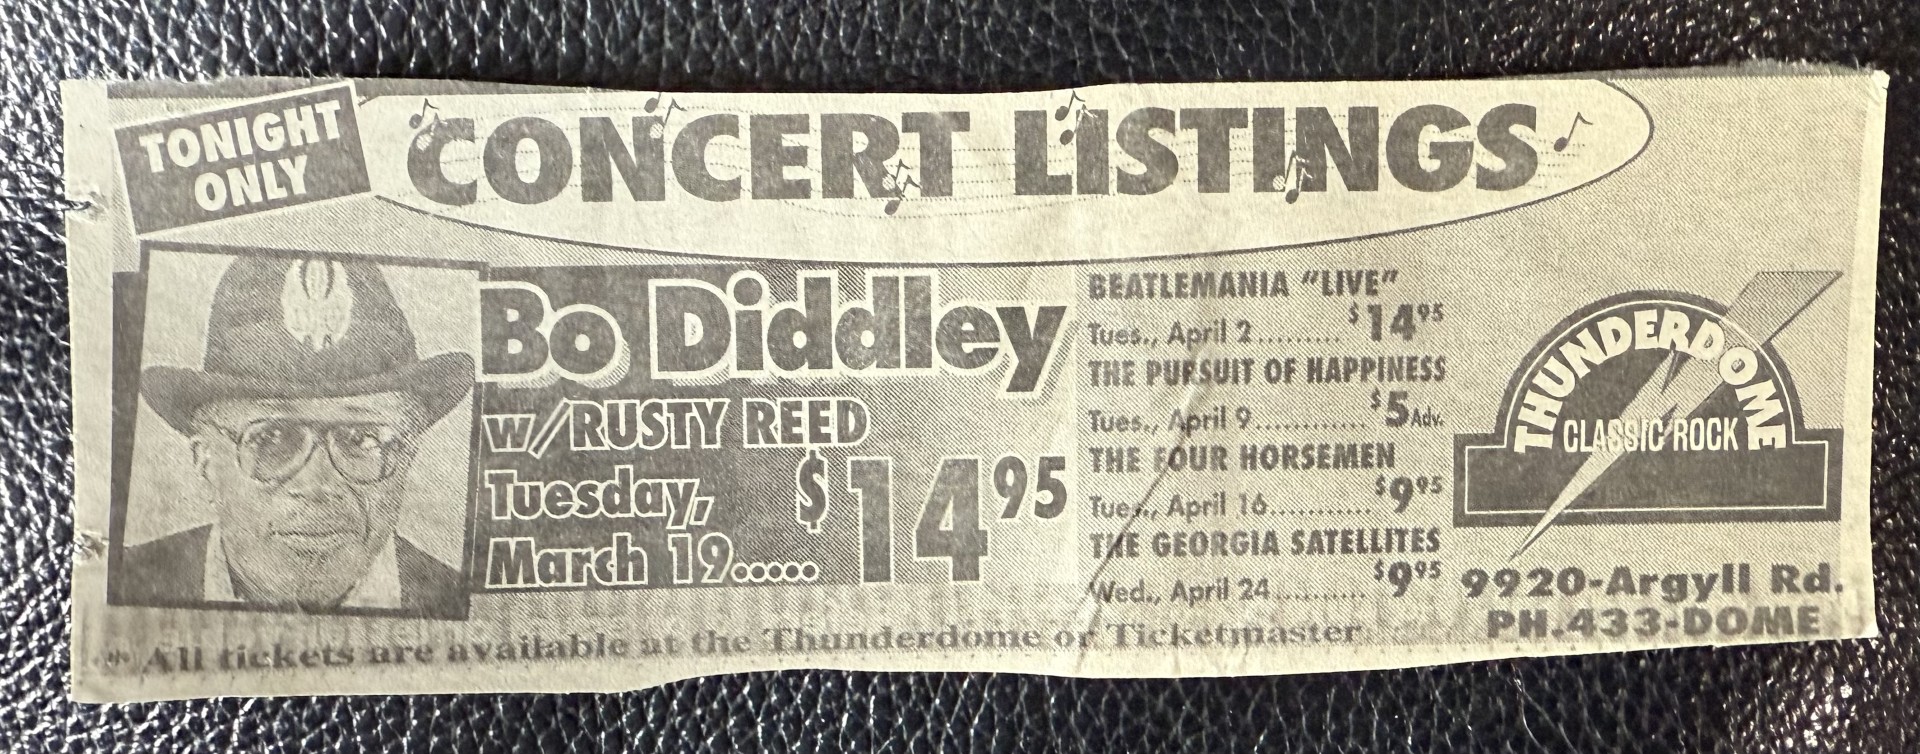 TONIGHT
ONLY
CONCERT LISTINGS
Bo Diddley
w/RUSTY REED
Tuesday,
March 19..... $14.95
BEATLEMANIA "LIVE"
Tues., April 2.......... $14.95
THE PURSUIT OF HAPPINESS
Tues., April 9............ $5 Adv.
THE FOUR HORSEMEN
Tues., April 16........... $9.95
THE GEORGIA SATELLITES
Wed., April 24.......... $9.95
THUNDERDOME
CLASSIC ROCK
9920-Argyll Rd.
PH.433-DOME
All tickets are available at the Thunderdome or Ticketmaster